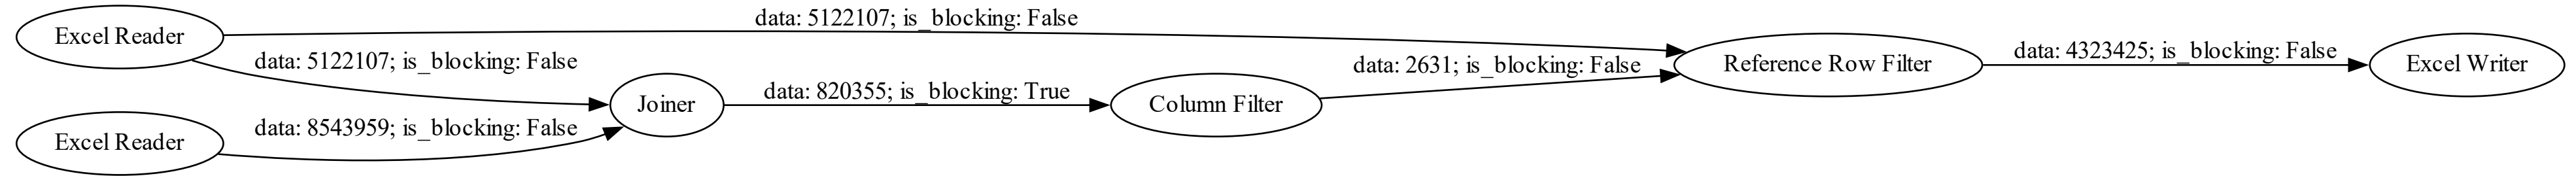 Excel Reader
data: 5122107; is_blocking: False
data: 5122107; is_blocking: False
Excel Reader
data: 8543959; is_blocking: False
Joiner
data: 820355; is_blocking: True
Column Filter
data: 2631; is_blocking: False
Reference Row Filter
data: 4323425; is_blocking: False
Excel Writer